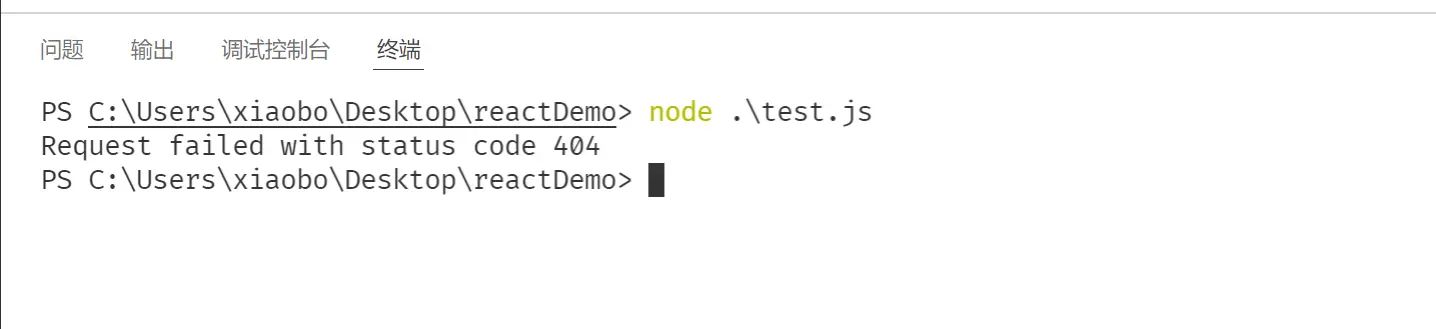 问题 输出 调试控制台 终端
PS C:\Users\xiaobo\Desktop\reactDemo> node .\test.js
Request failed with status code 404
PS C:\Users\xiaobo\Desktop\reactDemo>